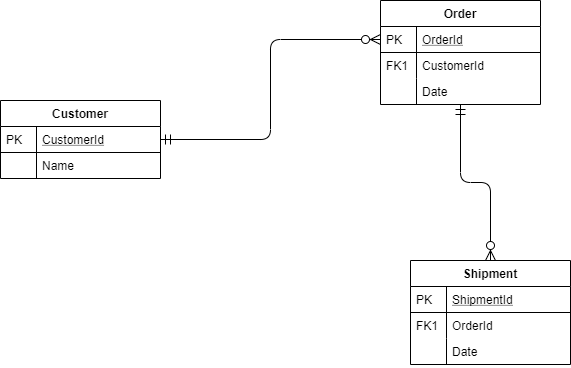 Order
PK OrderId
FK1 CustomerId
Date
Customer
PK CustomerId
Name
Shipment
PK ShipmentId
FK1 OrderId
Date